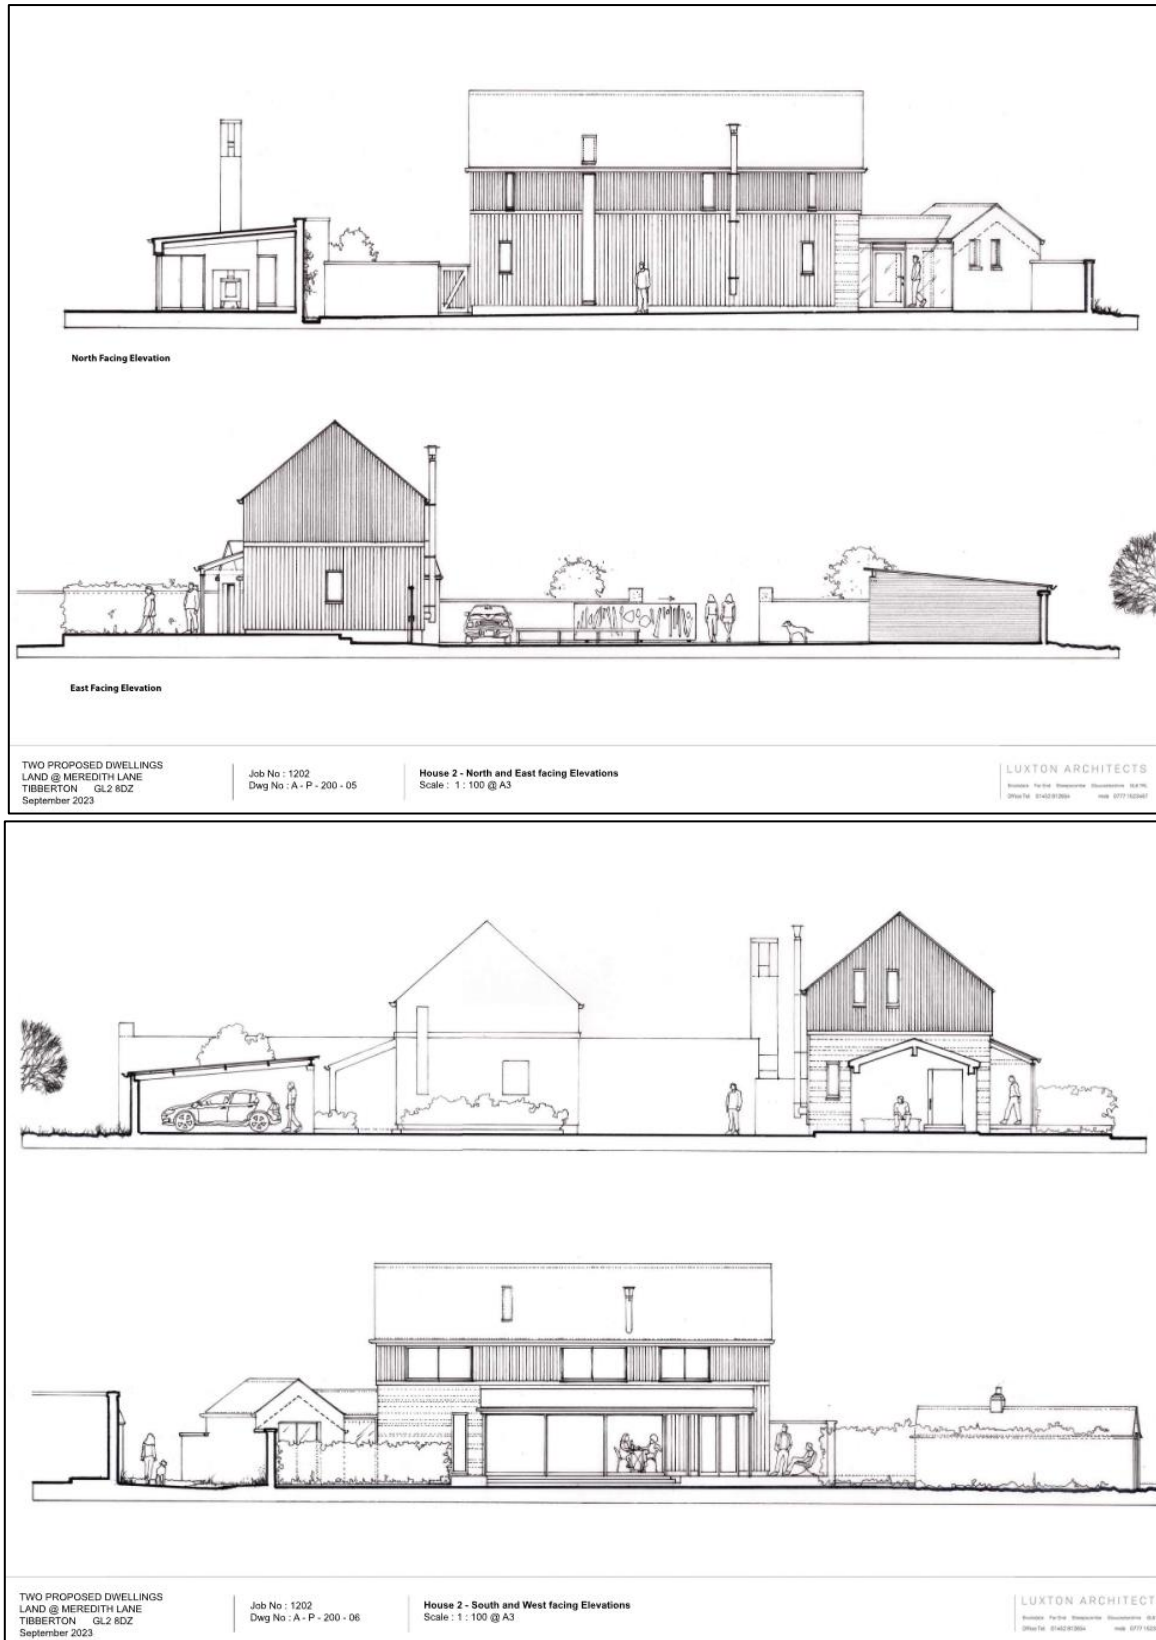 North Facing Elevation
East Facing Elevation
TWO PROPOSED DWELLINGS
LAND @ MEREDITH LANE
TIBBERTON GL2 8DZ
September 2023
Job No : 1202
Dwg No : A - P - 200 - 05
House 2 - North and East facing Elevations
Scale : 1 : 100 @ A3
LUXTON ARCHITECTS
TWO PROPOSED DWELLINGS
LAND @ MEREDITH LANE
TIBBERTON GL2 8DZ
September 2023
Job No : 1202
Dwg No : A - P - 200 - 06
House 2 - South and West facing Elevations
Scale : 1 : 100 @ A3
LUXTON ARCHITECT